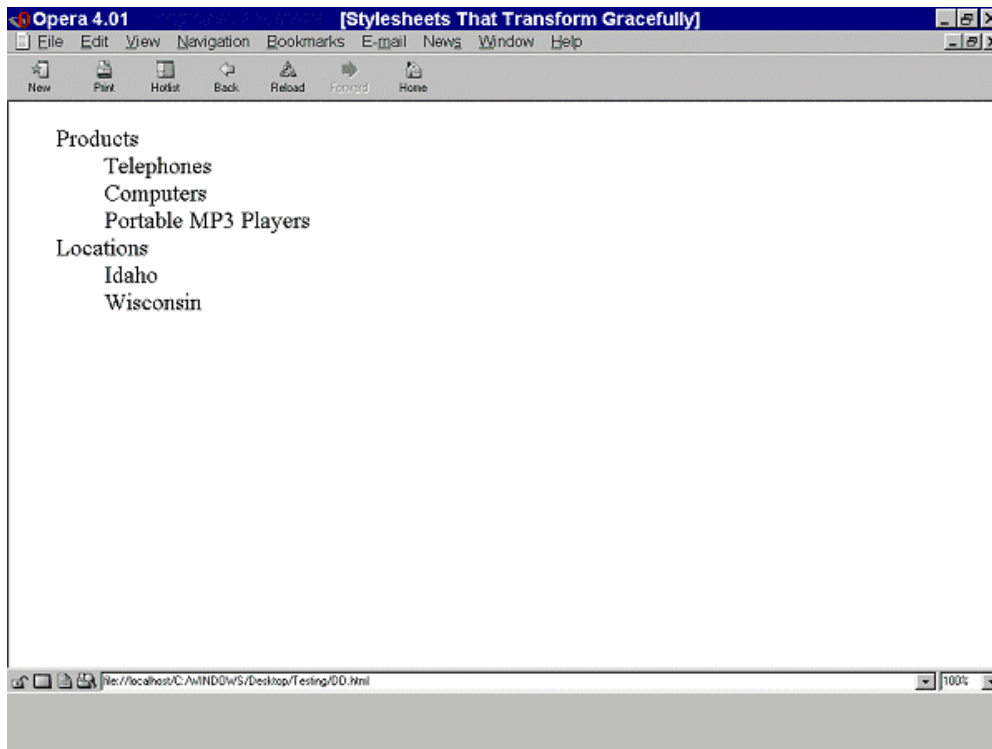 Opera 4.01 [Stylesheets That Transform Gracefully]
File Edit View Navigation Bookmarks E-mail News Window Help
New Print Hotlist Back Reload Forward Home
Products
Telephones
Computers
Portable MP3 Players
Locations
Idaho
Wisconsin
file://localhost/C:/WINDOWS/Desktop/Testing/DD.html 100%